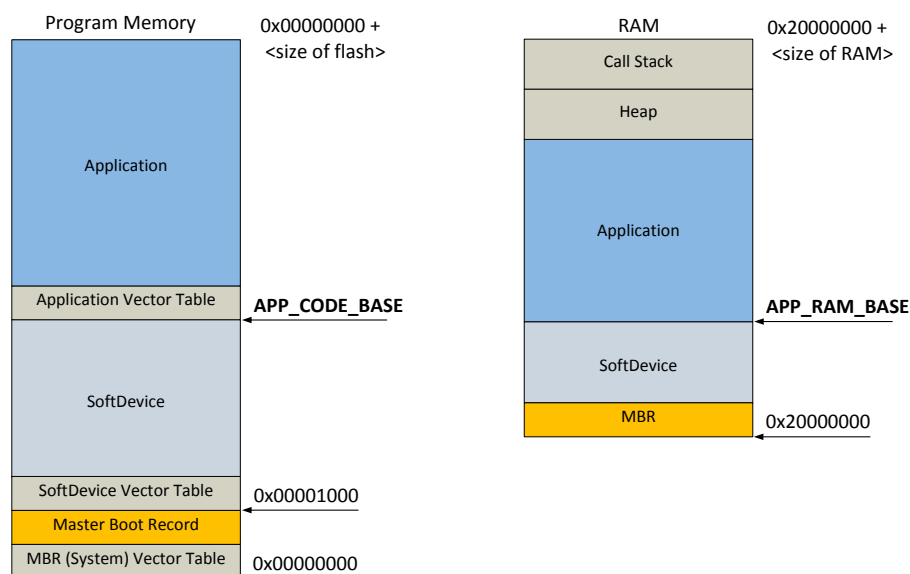 Program Memory
0x00000000 +
<size of flash>
Application
Application Vector Table
APP_CODE_BASE
SoftDevice
SoftDevice Vector Table
0x00001000
Master Boot Record
MBR (System) Vector Table
0x00000000
RAM
0x20000000 +
<size of RAM>
Call Stack
Heap
Application
APP_RAM_BASE
SoftDevice
MBR
0x20000000